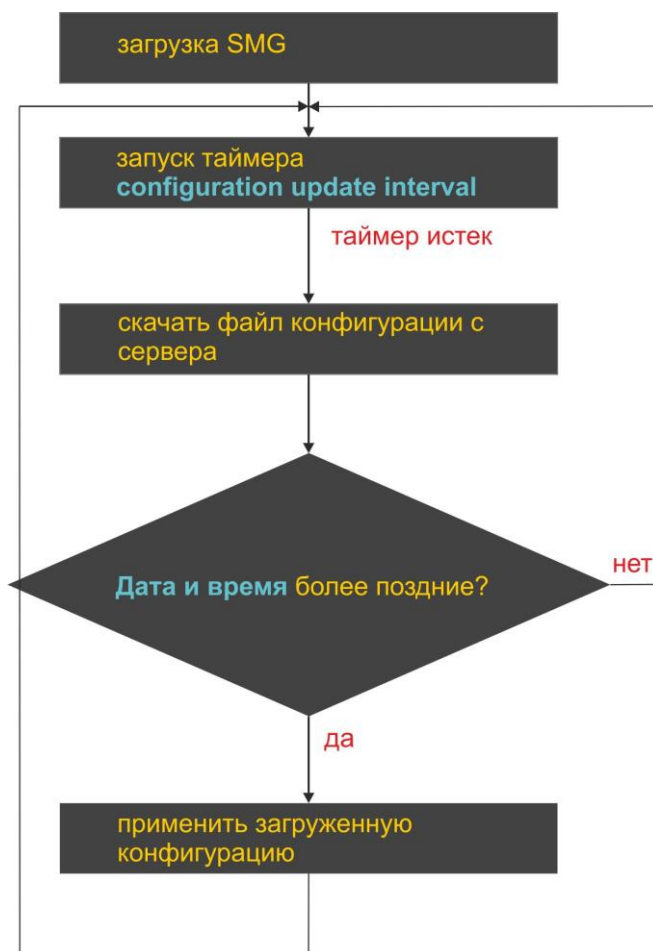 загрузка SMG
запуск таймера
configuration update interval
таймер истек
скачать файл конфигурации с
сервера
Дата и время более поздние?
нет
да
применить загруженную
конфигурацию